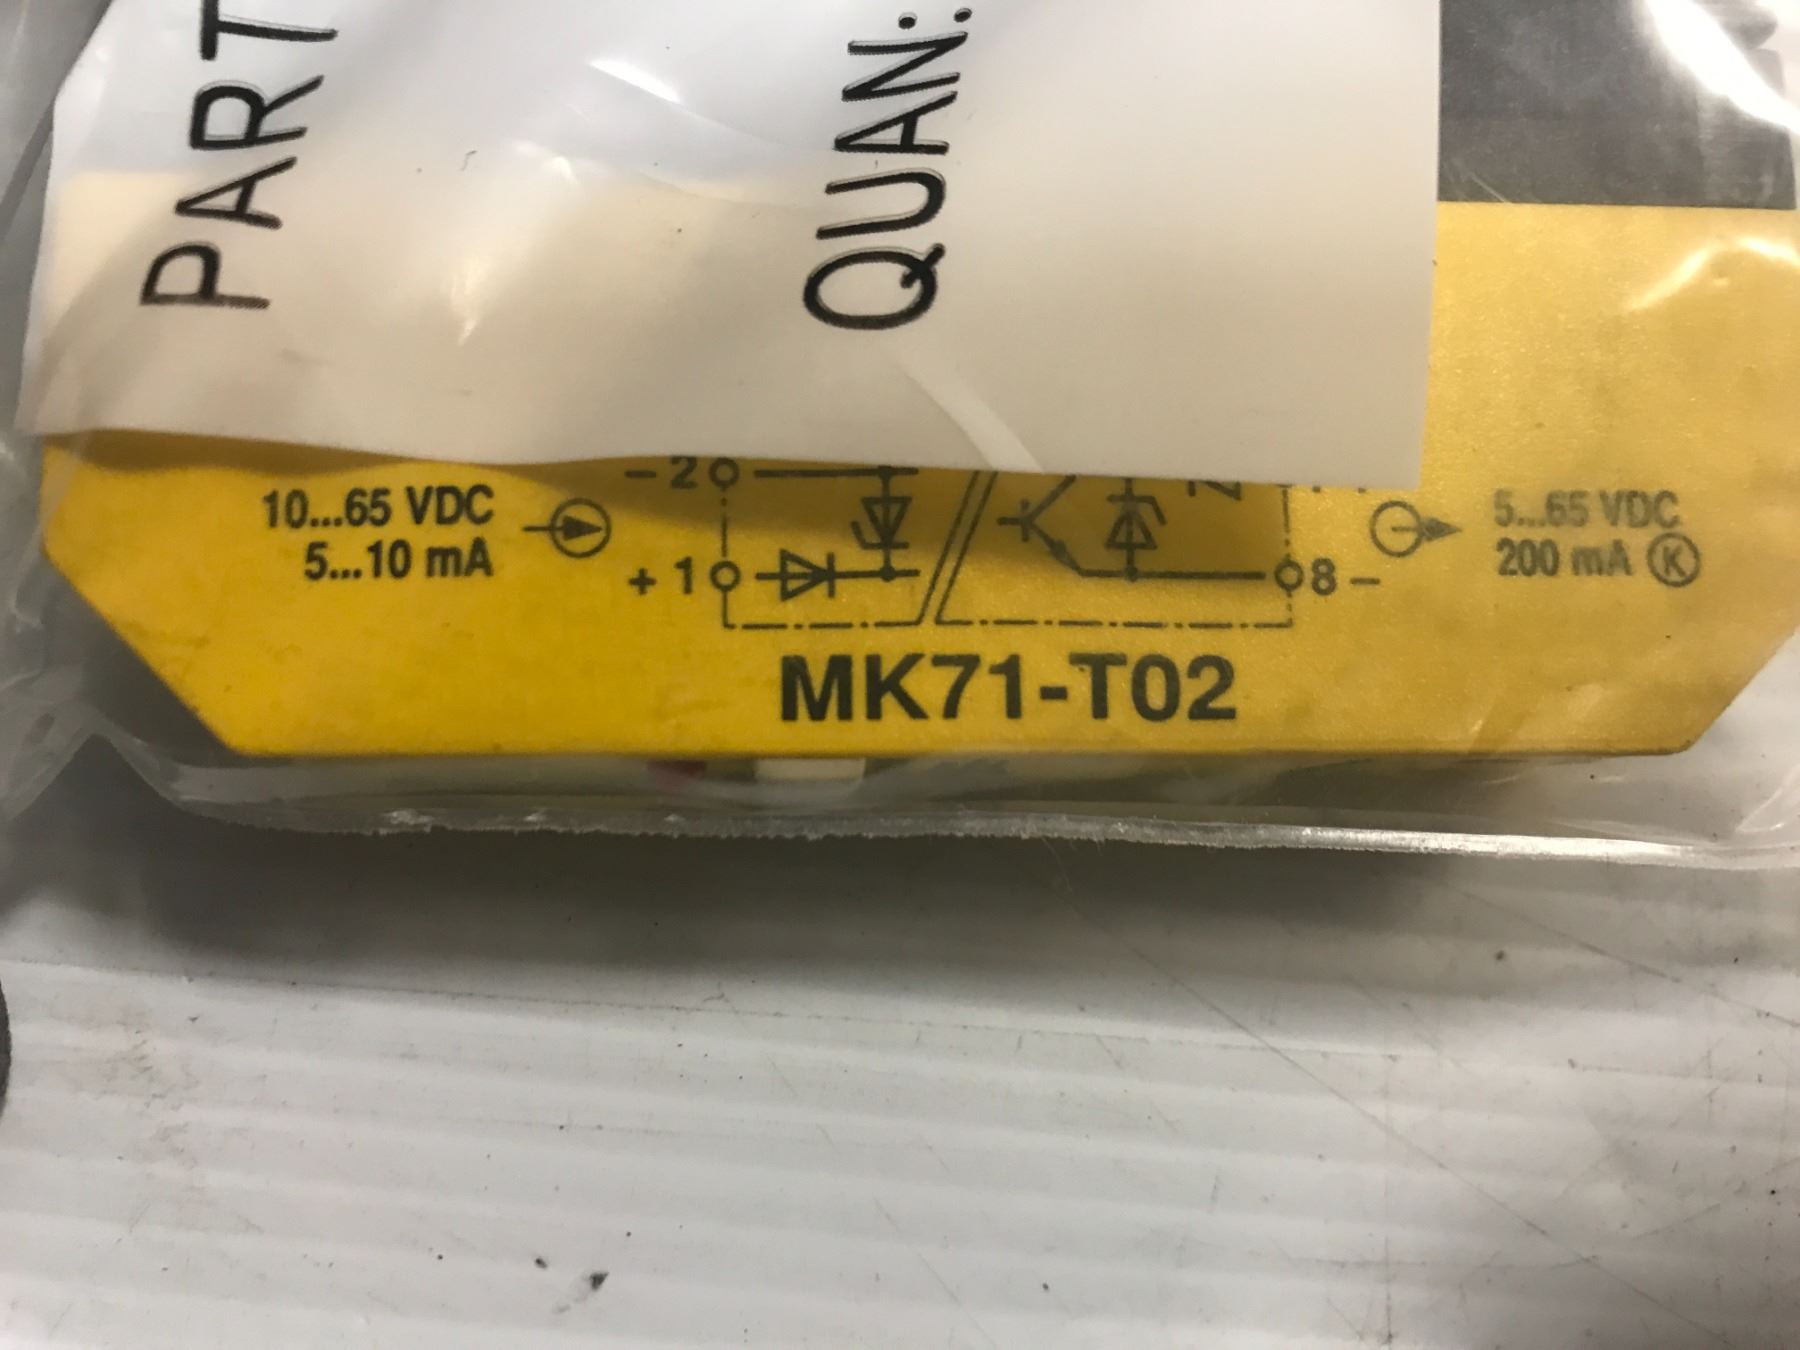 PART
QUAN:
- 2
10...65 VDC
5...10 mA
+ 1
5...65 VDC
200 mA K
8 -
MK71-T02